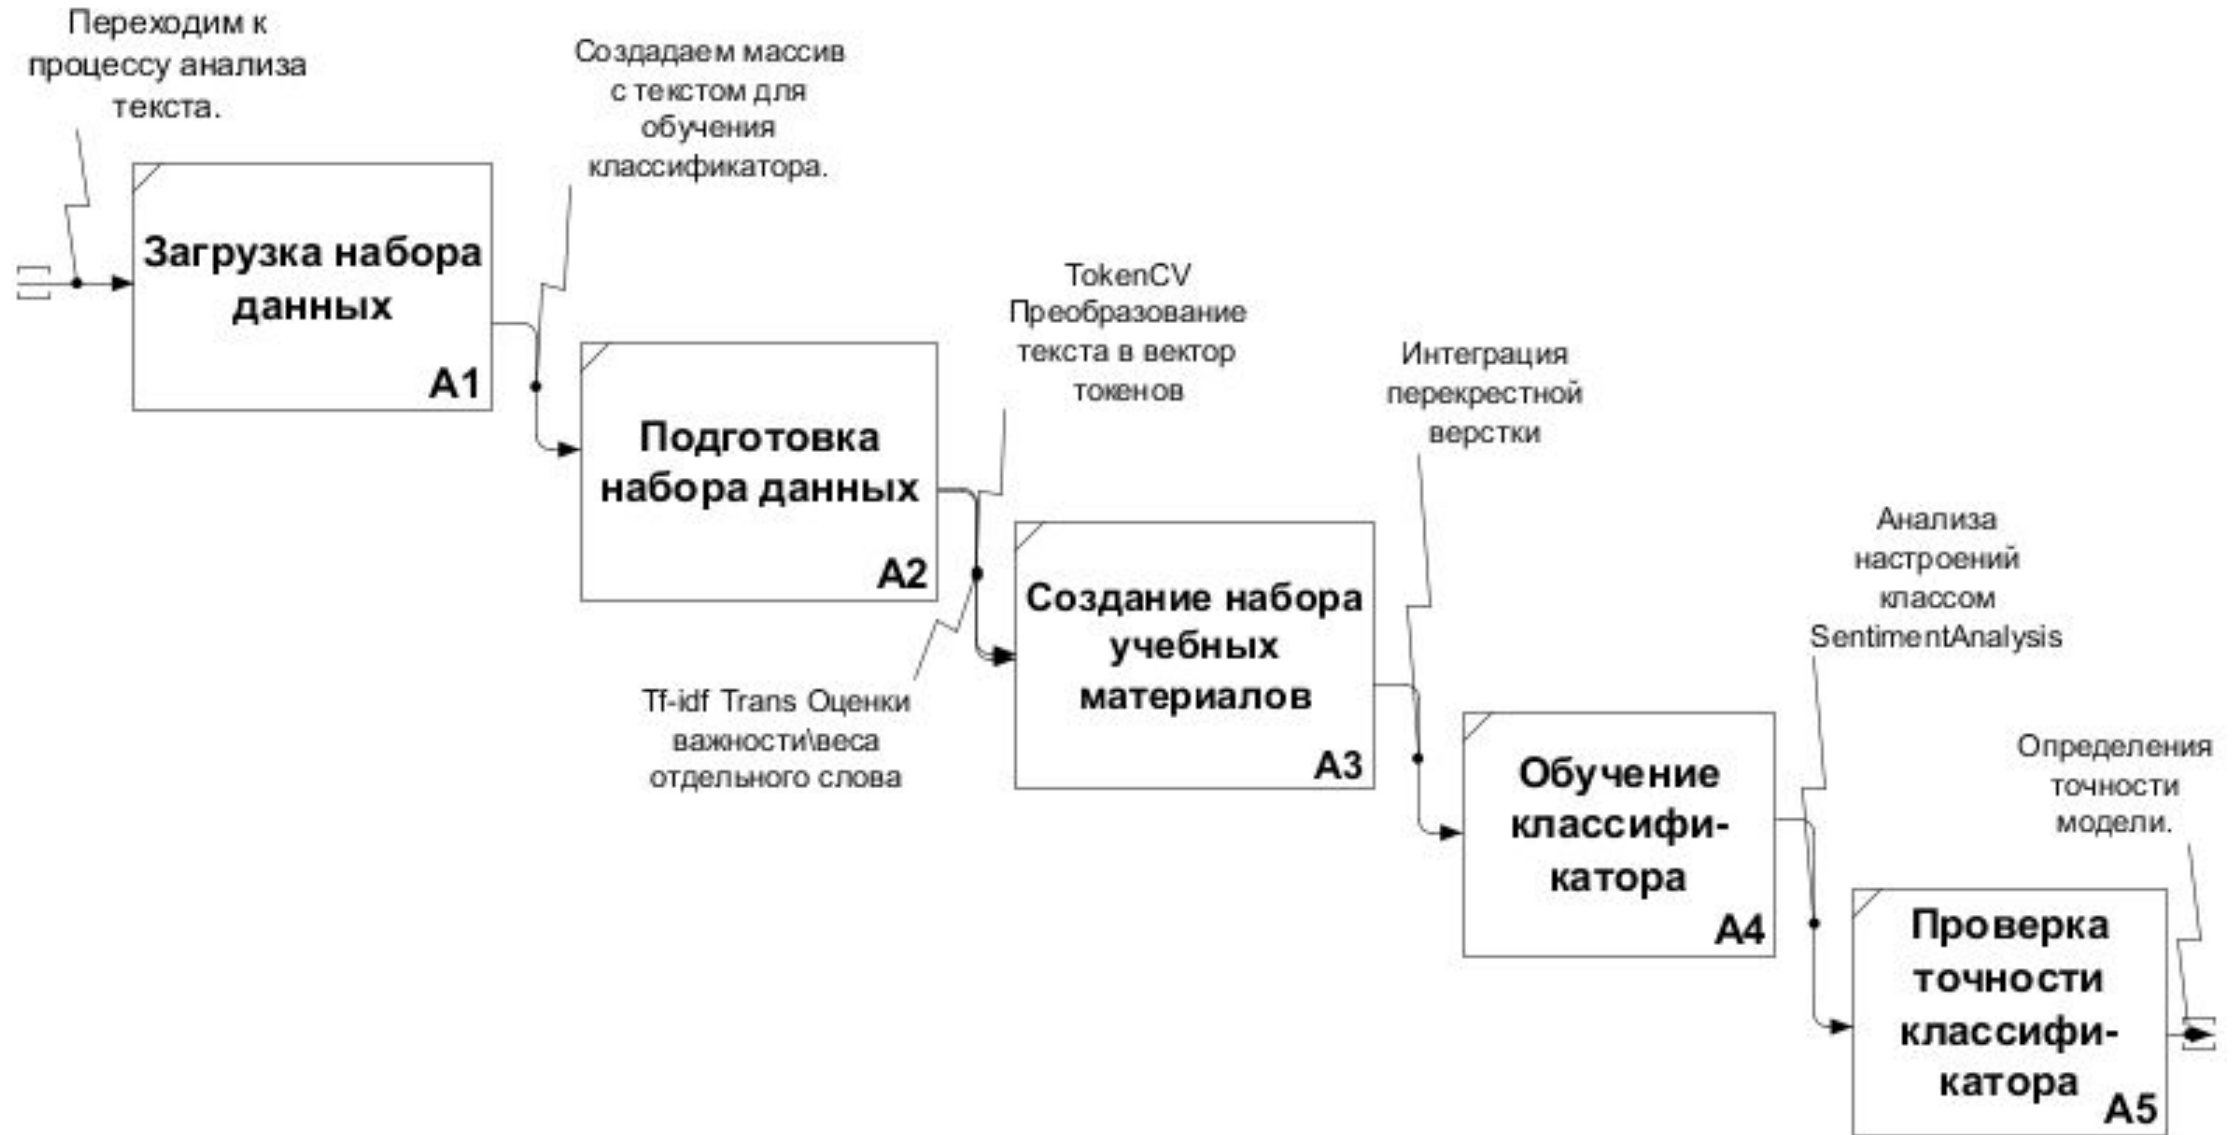 Переходим к
процессу анализа
текста.
Создадаем массив
с текстом для
обучения
классификатора.
Загрузка набора
данных
A1
TokenCV
Преобразование
текста в вектор
токенов
Подготовка
набора данных
A2
Tf-idf Trans Оценки
важности\веса
отдельного слова
Интеграция
перекрестной
верстки
Создание набора
учебных
материалов
A3
Анализа
настроений
классом
SentimentAnalysis
Обучение
классифи-
катора
A4
Определения
точности
модели.
Проверка
точности
классифи-
катора
A5